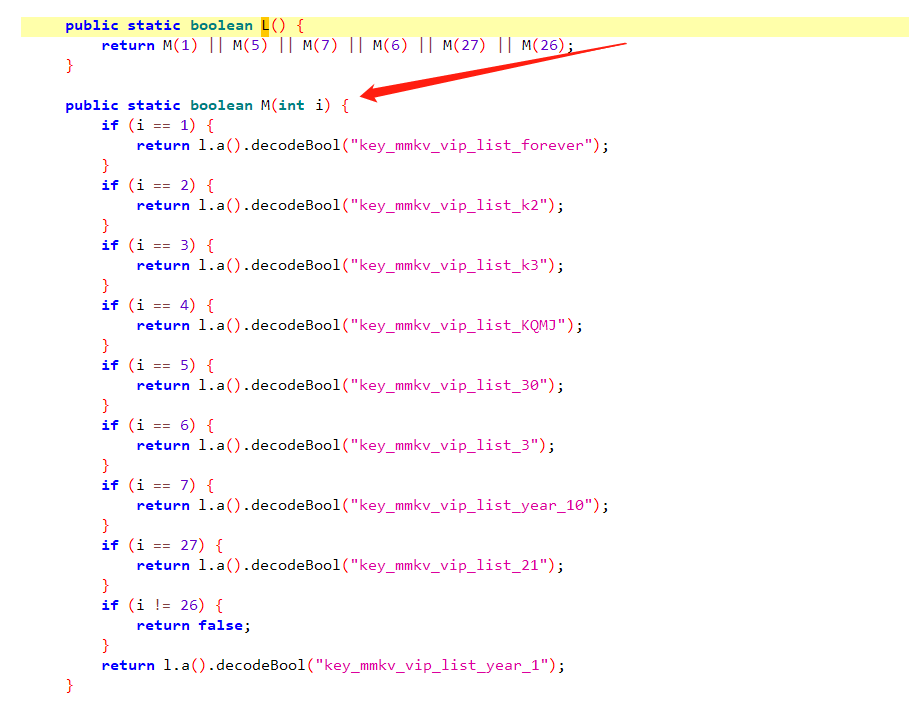 public static boolean L() {
return M(1) || M(5) || M(7) || M(6) || M(27) || M(26);
}
public static boolean M(int i) {
if (i == 1) {
return l.a().decodeBool("key_mmkv_vip_list_forever");
}
if (i == 2) {
return l.a().decodeBool("key_mmkv_vip_list_k2");
}
if (i == 3) {
return l.a().decodeBool("key_mmkv_vip_list_k3");
}
if (i == 4) {
return l.a().decodeBool("key_mmkv_vip_list_KQMJ");
}
if (i == 5) {
return l.a().decodeBool("key_mmkv_vip_list_30");
}
if (i == 6) {
return l.a().decodeBool("key_mmkv_vip_list_3");
}
if (i == 7) {
return l.a().decodeBool("key_mmkv_vip_list_year_10");
}
if (i == 27) {
return l.a().decodeBool("key_mmkv_vip_list_21");
}
if (i != 26) {
return false;
}
return l.a().decodeBool("key_mmkv_vip_list_year_1");
}